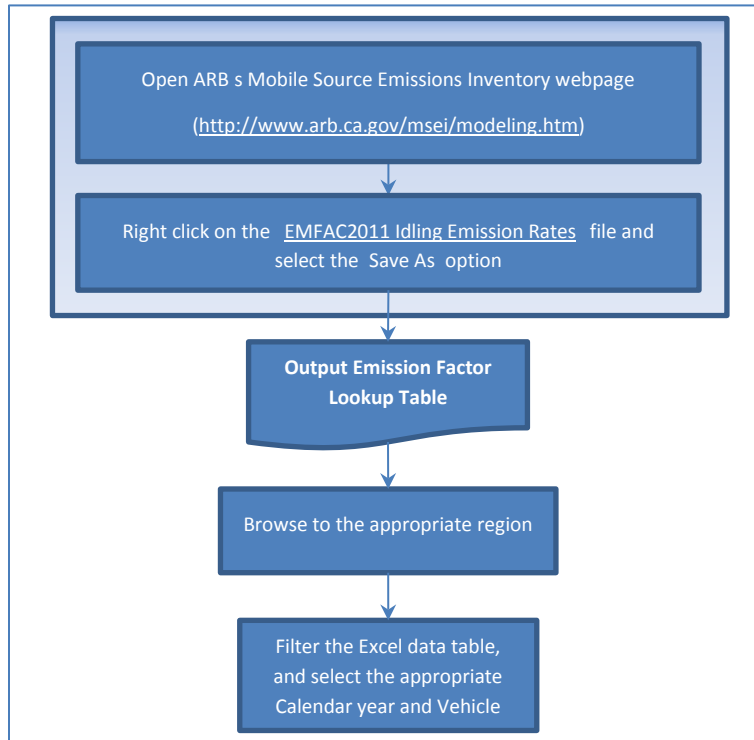 Open ARB s Mobile Source Emissions Inventory webpage
(http://www.arb.ca.gov/msei/modeling.htm)
Right click on the EMFAC2011 Idling Emission Rates file and
select the Save As option
Output Emission Factor
Lookup Table
Browse to the appropriate region
Filter the Excel data table,
and select the appropriate
Calendar year and Vehicle